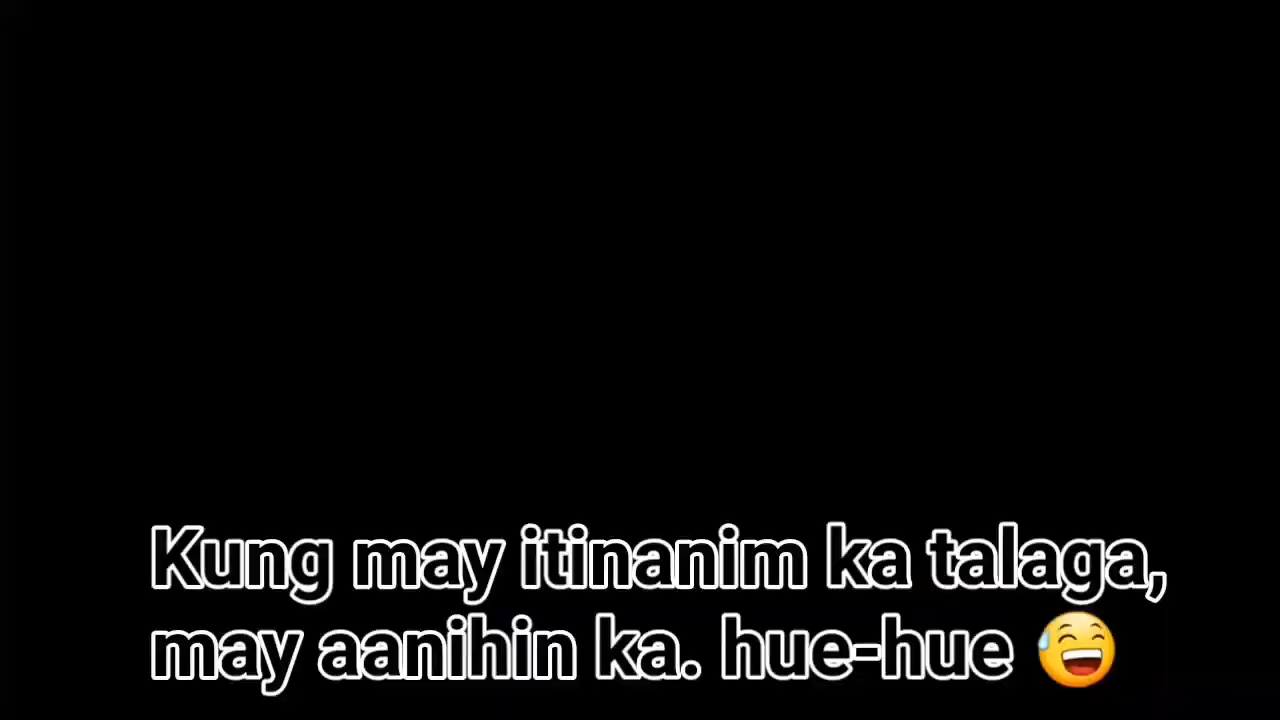 Kung may itinanim ka talaga,
may aanihin ka. hue-hue 😅